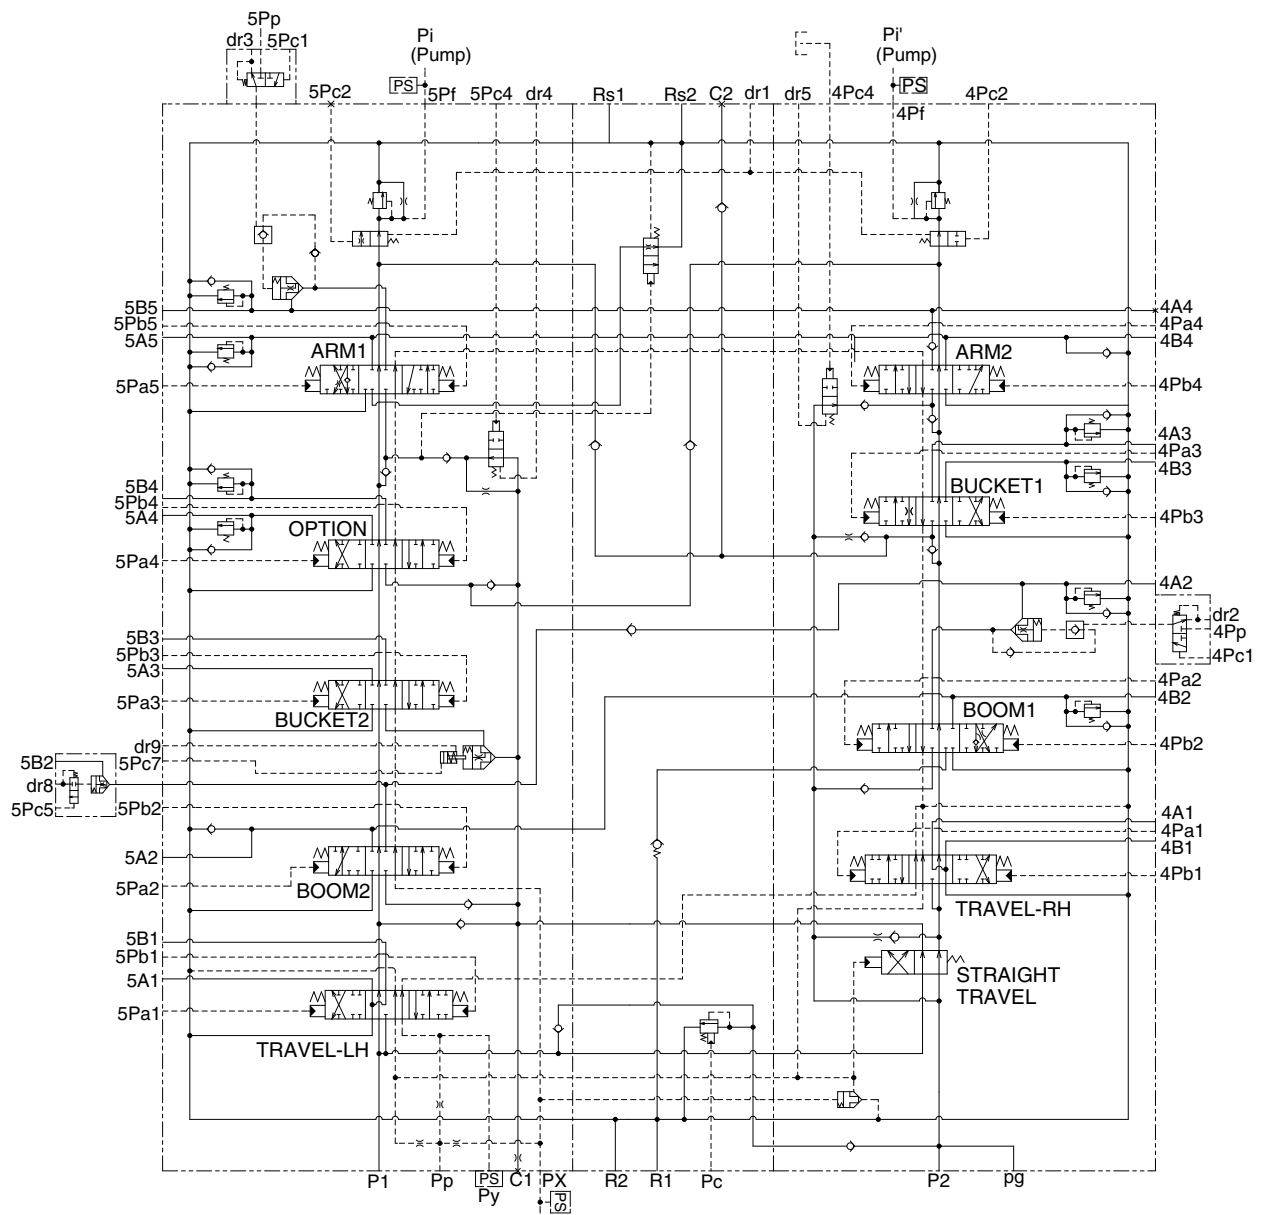 5Pp
dr3 5Pc1
Pi
(Pump)
Pi'
(Pump)
PS
PS
5Pc2
5Pf
5Pc4
dr4
Rs1
Rs2
C2
dr1
dr5
4Pc4
4Pf
4Pc2
5B5
5Pb5
5A5
ARM1
5Pa5
4A4
4Pa4
4B4
ARM2
4Pb4
4A3
4Pa3
4B3
BUCKET1
4Pb3
5B4
5Pb4
5A4
OPTION
5Pa4
4A2
dr2
4Pp
4Pc1
5B3
5Pb3
5A3
5Pa3
BUCKET2
4Pa2
4B2
BOOM1
4Pb2
dr9
5Pc7
5B2
dr8
5Pc5
5Pb2
5A2
5Pa2
BOOM2
4A1
4Pa1
4B1
4Pb1
TRAVEL-RH
5B1
5Pb1
5A1
5Pa1
TRAVEL-LH
STRAIGHT
TRAVEL
P1
Pp
PS
Py
C1
PX
PS
R2
R1
Pc
P2
pg